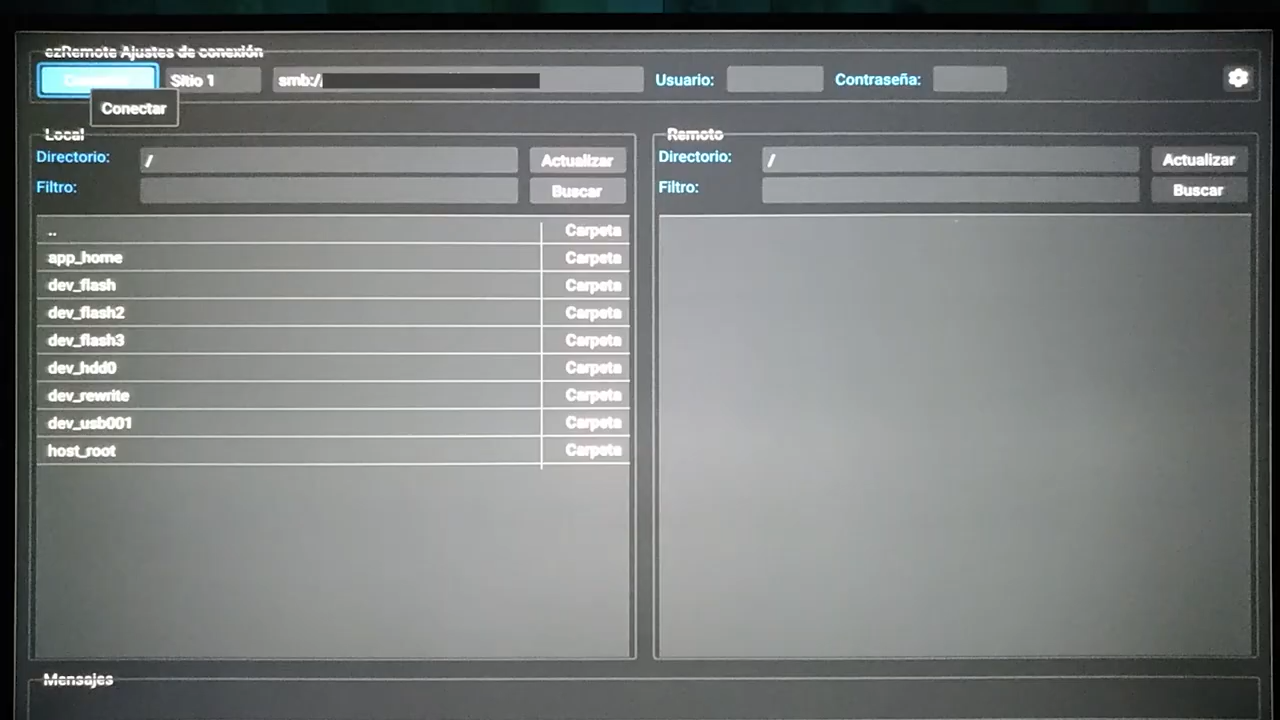 ezRemote Ajustes de conexión
Conectar Sitio 1 smb:// Usuario: Contraseña:
Conectar
Local
Directorio: / Actualizar
Filtro: Buscar
.. Carpeta
app_home Carpeta
dev_flash Carpeta
dev_flash2 Carpeta
dev_flash3 Carpeta
dev_hdd0 Carpeta
dev_rewrite Carpeta
dev_usb001 Carpeta
host_root Carpeta
Remoto
Directorio: / Actualizar
Filtro: Buscar
Mensajes